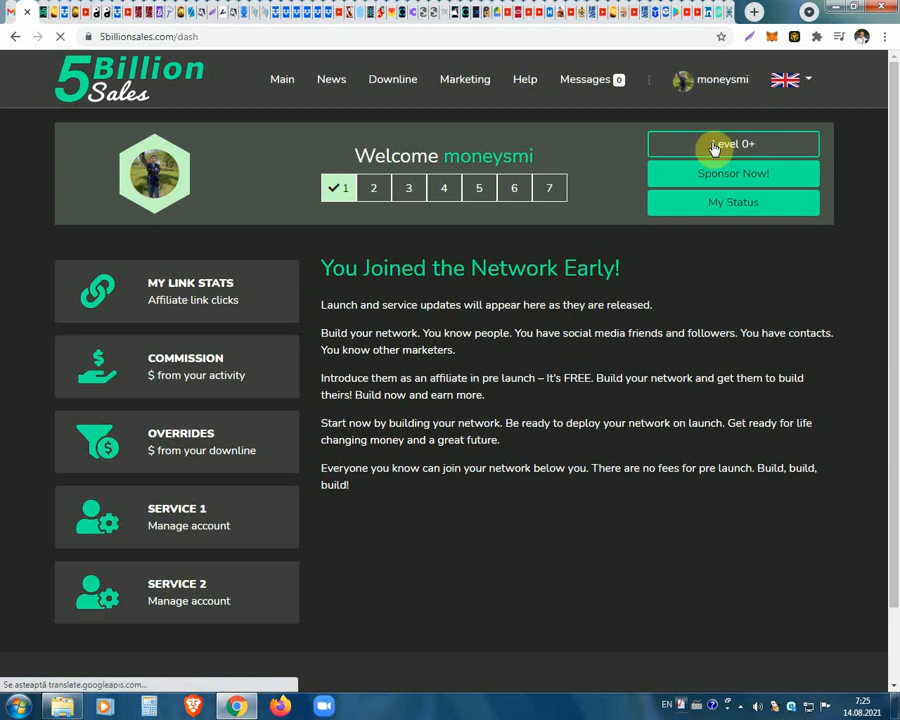 5billionsales.com/dash
5Billion
Sales
Main
News
Downline
Marketing
Help
Messages 0
moneysmi
Welcome moneysmi
1 2 3 4 5 6 7
Level 0+
Sponsor Now!
My Status
MY LINK STATS
Affiliate link clicks
COMMISSION
$ from your activity
OVERRIDES
$ from your downline
SERVICE 1
Manage account
SERVICE 2
Manage account
You Joined the Network Early!
Launch and service updates will appear here as they are released.
Build your network. You know people. You have social media friends and followers. You have contacts.
You know other marketers.
Introduce them as an affiliate in pre launch – It's FREE. Build your network and get them to build
theirs! Build now and earn more.
Start now by building your network. Be ready to deploy your network on launch. Get ready for life
changing money and a great future.
Everyone you know can join your network below you. There are no fees for pre launch. Build, build,
build!
Se așteaptă translate.googleapis.com...
EN
7:25
14.08.2021